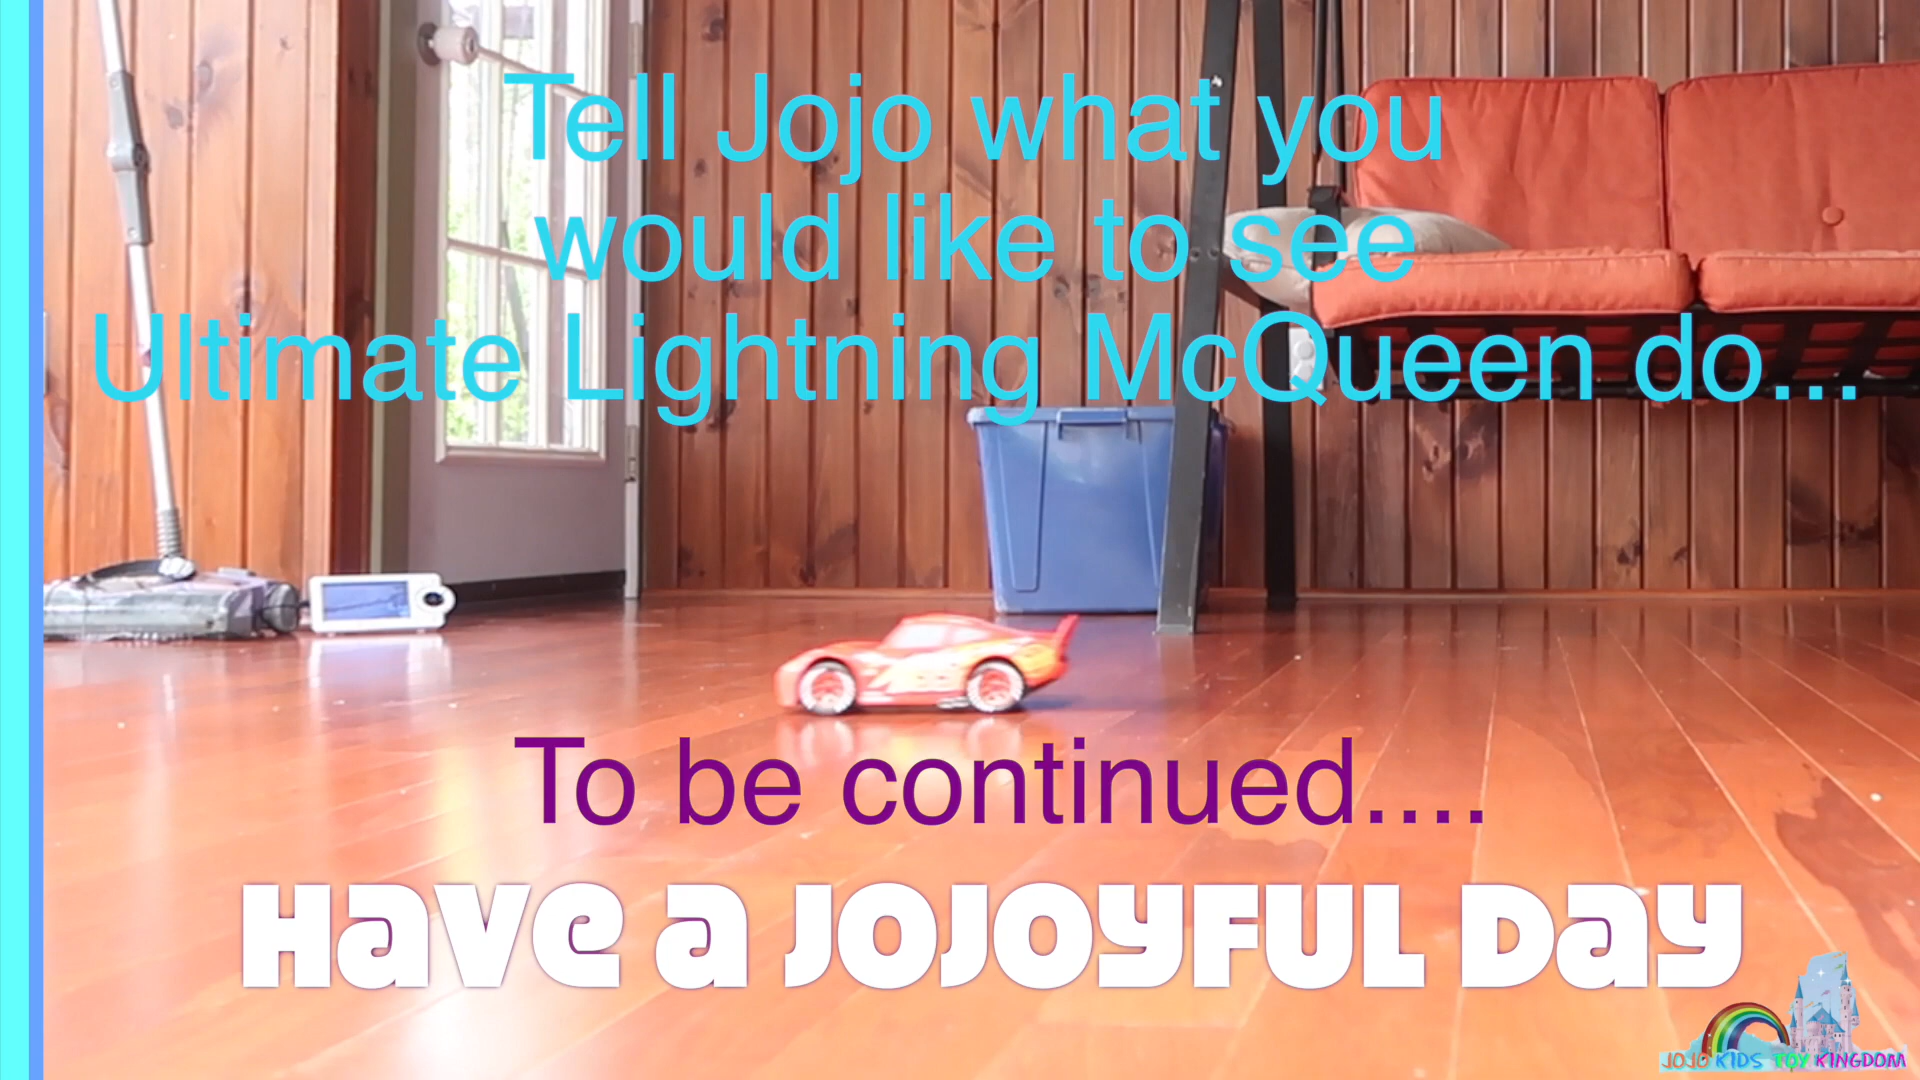 Tell Jojo what you
would like to see
Ultimate Lightning McQueen do...
To be continued....
Have a JOJOYFUL Day
JOJO KIDS TOY KINGDOM